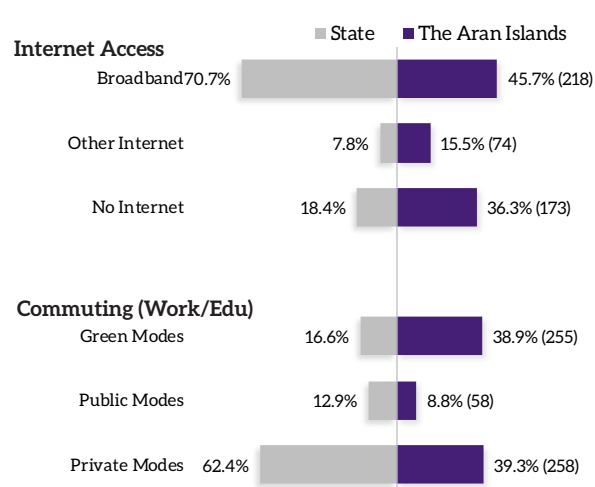 State The Aran Islands
Internet Access
Broadband 70.7% 45.7% (218)
Other Internet 7.8% 15.5% (74)
No Internet 18.4% 36.3% (173)
Commuting (Work/Edu)
Green Modes 16.6% 38.9% (255)
Public Modes 12.9% 8.8% (58)
Private Modes 62.4% 39.3% (258)